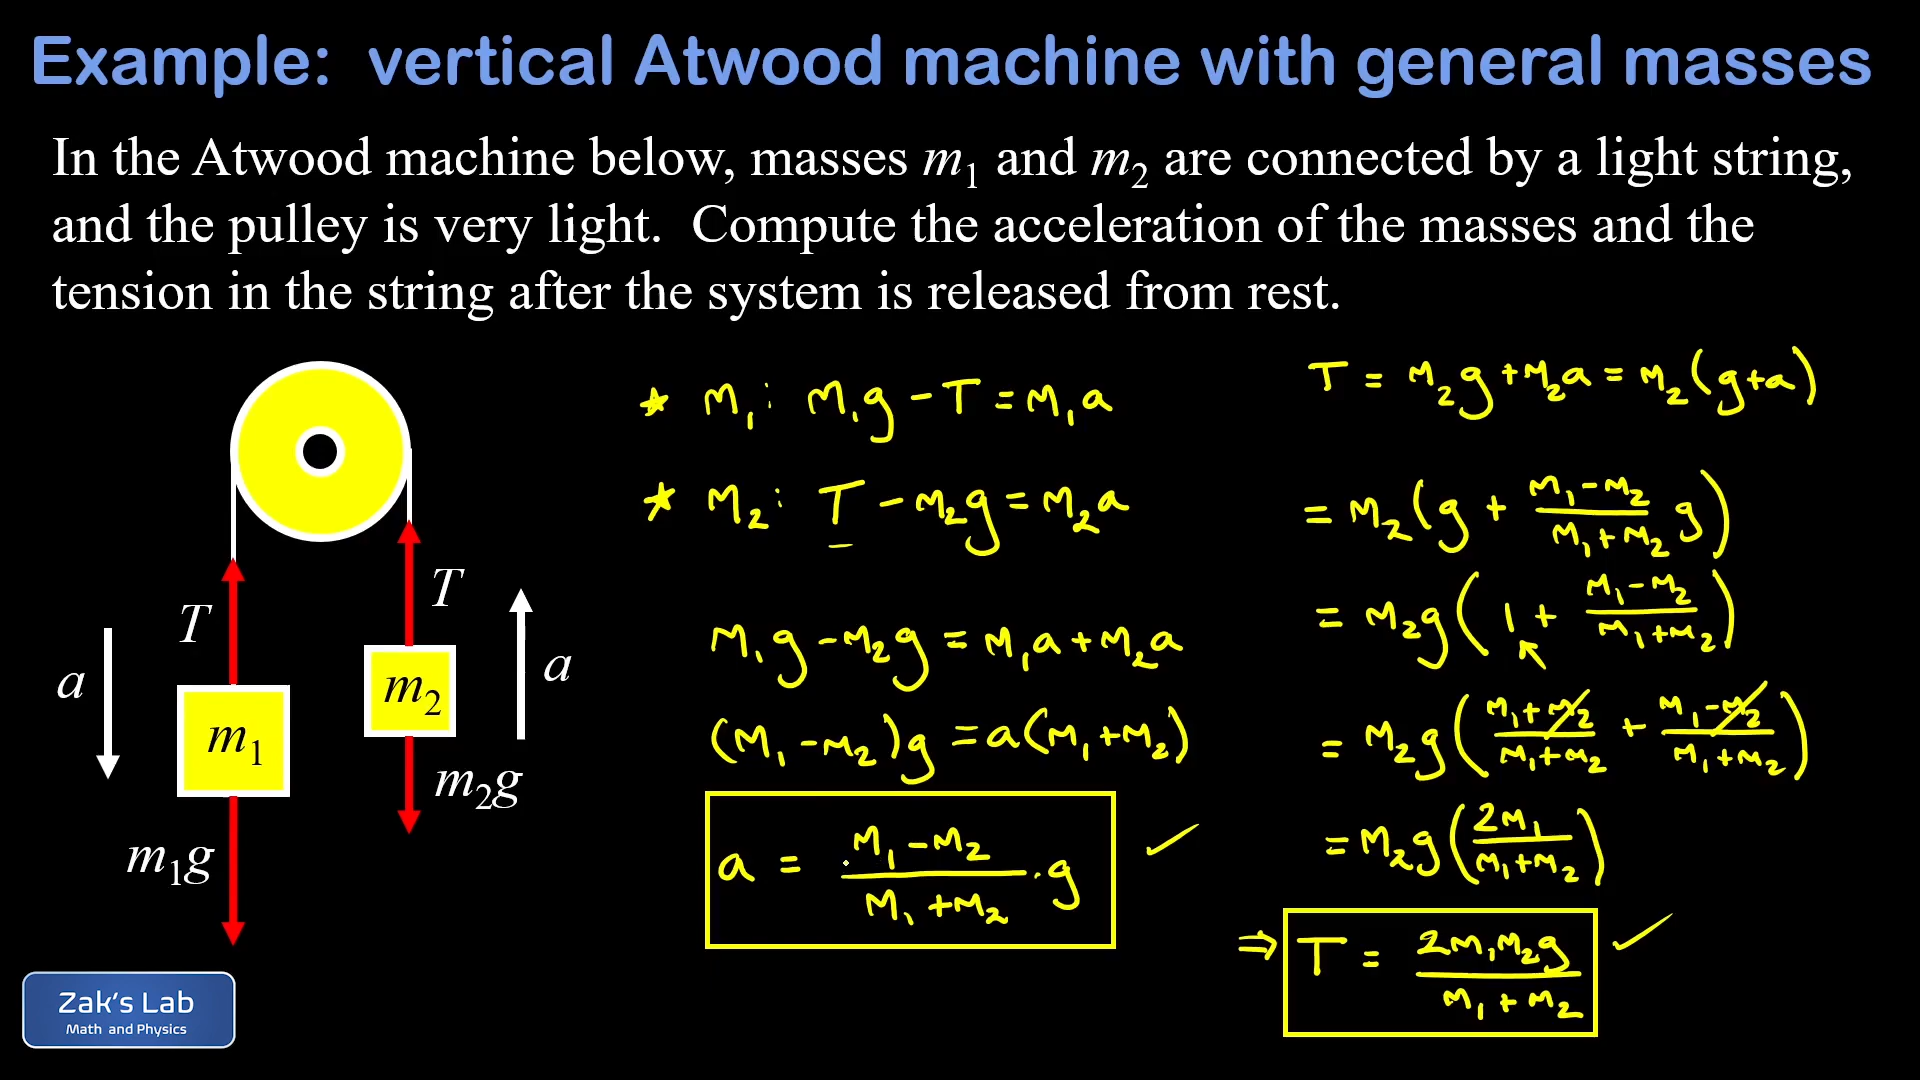 Example: vertical Atwood machine with general masses
In the Atwood machine below, masses m₁ and m₂ are connected by a light string,
and the pulley is very light. Compute the acceleration of the masses and the
tension in the string after the system is released from rest.
T
T
a
a
m₁
m₂
m₁g
m₂g
★ m₁: m₁g - T = m₁a
★ m₂: T - m₂g = m₂a
m₁g - m₂g = m₁a + m₂a
(m₁ - m₂)g = a(m₁ + m₂)
a = (m₁ - m₂)/(m₁ + m₂) · g ✓
T = m₂g + m₂a = m₂(g + a)
= m₂(g + (m₁ - m₂)/(m₁ + m₂) g)
= m₂g(1 + (m₁ - m₂)/(m₁ + m₂))
= m₂g((m₁ + m₂)/(m₁ + m₂) + (m₁ - m₂)/(m₁ + m₂))
= m₂g(2m₁/(m₁ + m₂))
⇒ T = 2m₁m₂g/(m₁ + m₂) ✓
Zak's Lab
Math and Physics